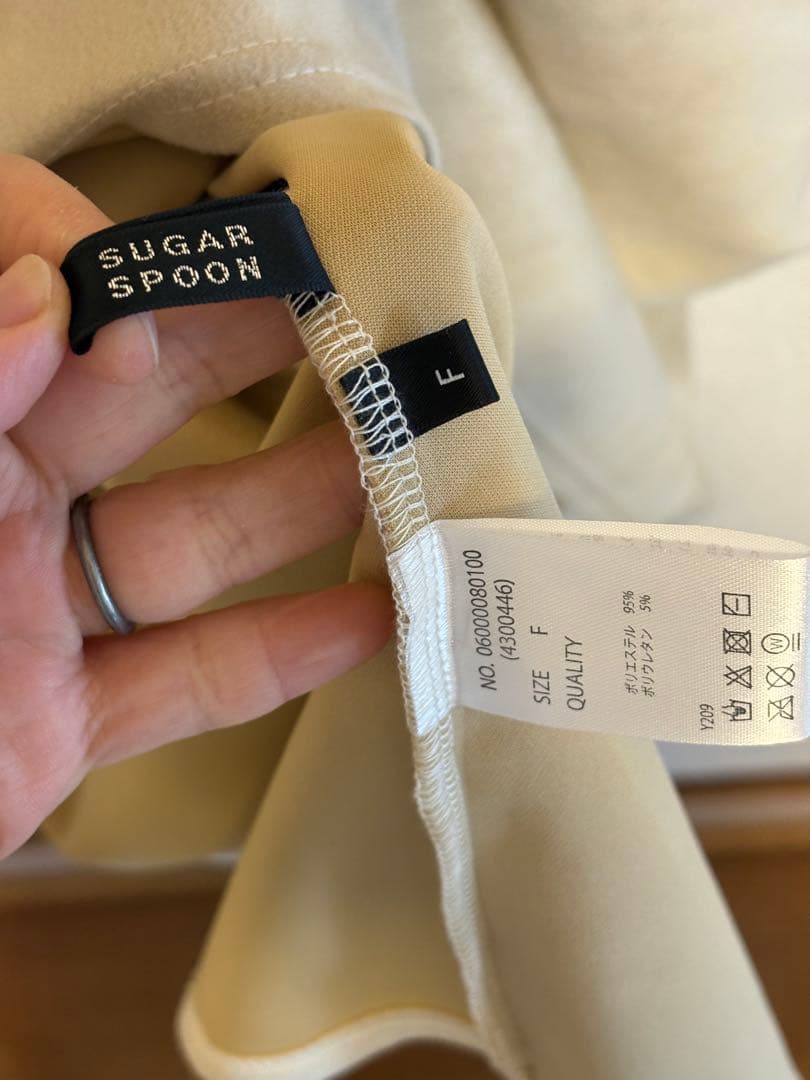 SUGAR
SPOON
F
NO. 06000080100
(4300446)
SIZE F
QUALITY
ポリエステル 95%
ポリウレタン 5%
Y209
W